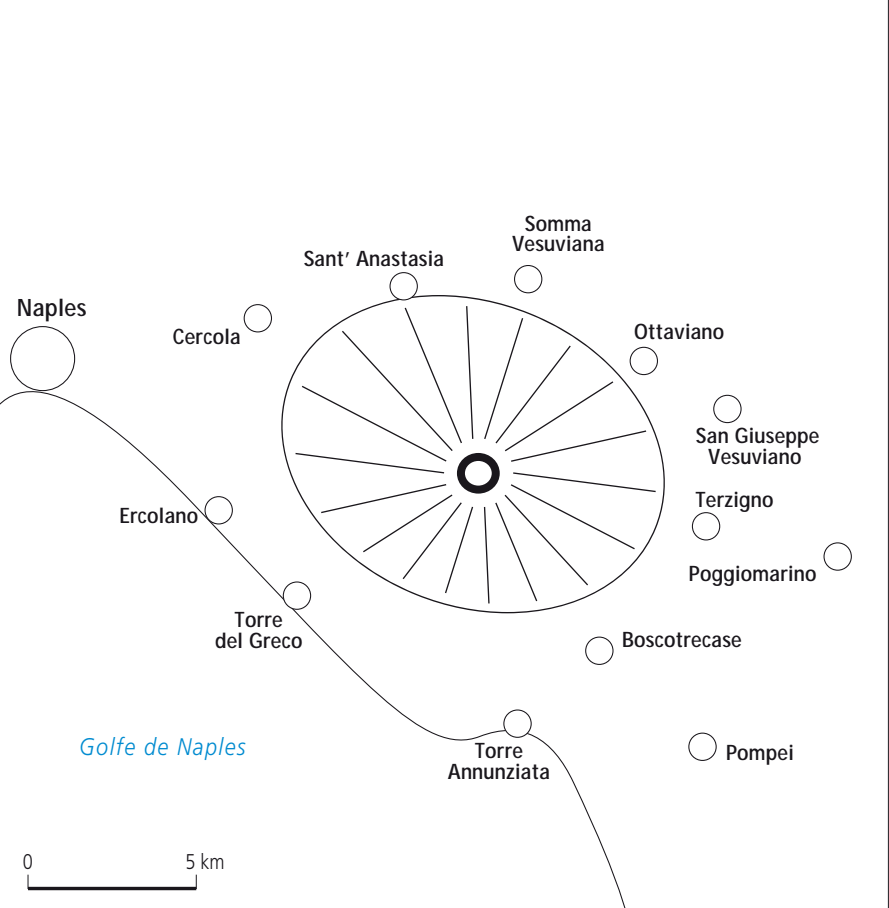 Somma
Vesuviana
Sant' Anastasia
Naples
Cercola
Ottaviano
San Giuseppe
Vesuviano
Terzigno
Ercolano
Poggiomarino
Torre
del Greco
Boscotrecase
Golfe de Naples
Torre
Annunziata
Pompei
0 5 km